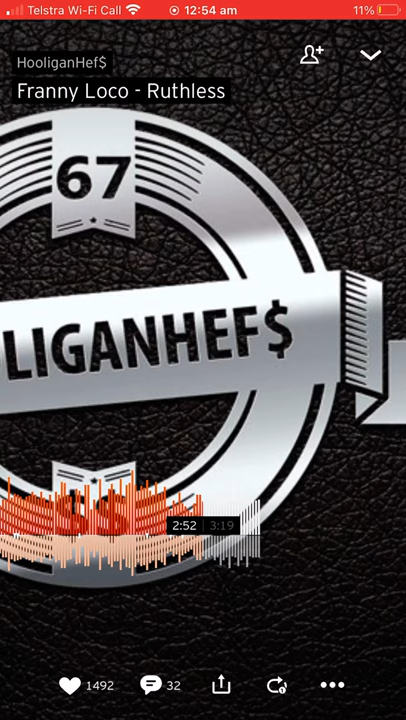 Telstra Wi-Fi Call 12:54 am 11%
HooliganHef$
Franny Loco - Ruthless
67
LIGANHEF$
2:52 3:19
1492 32